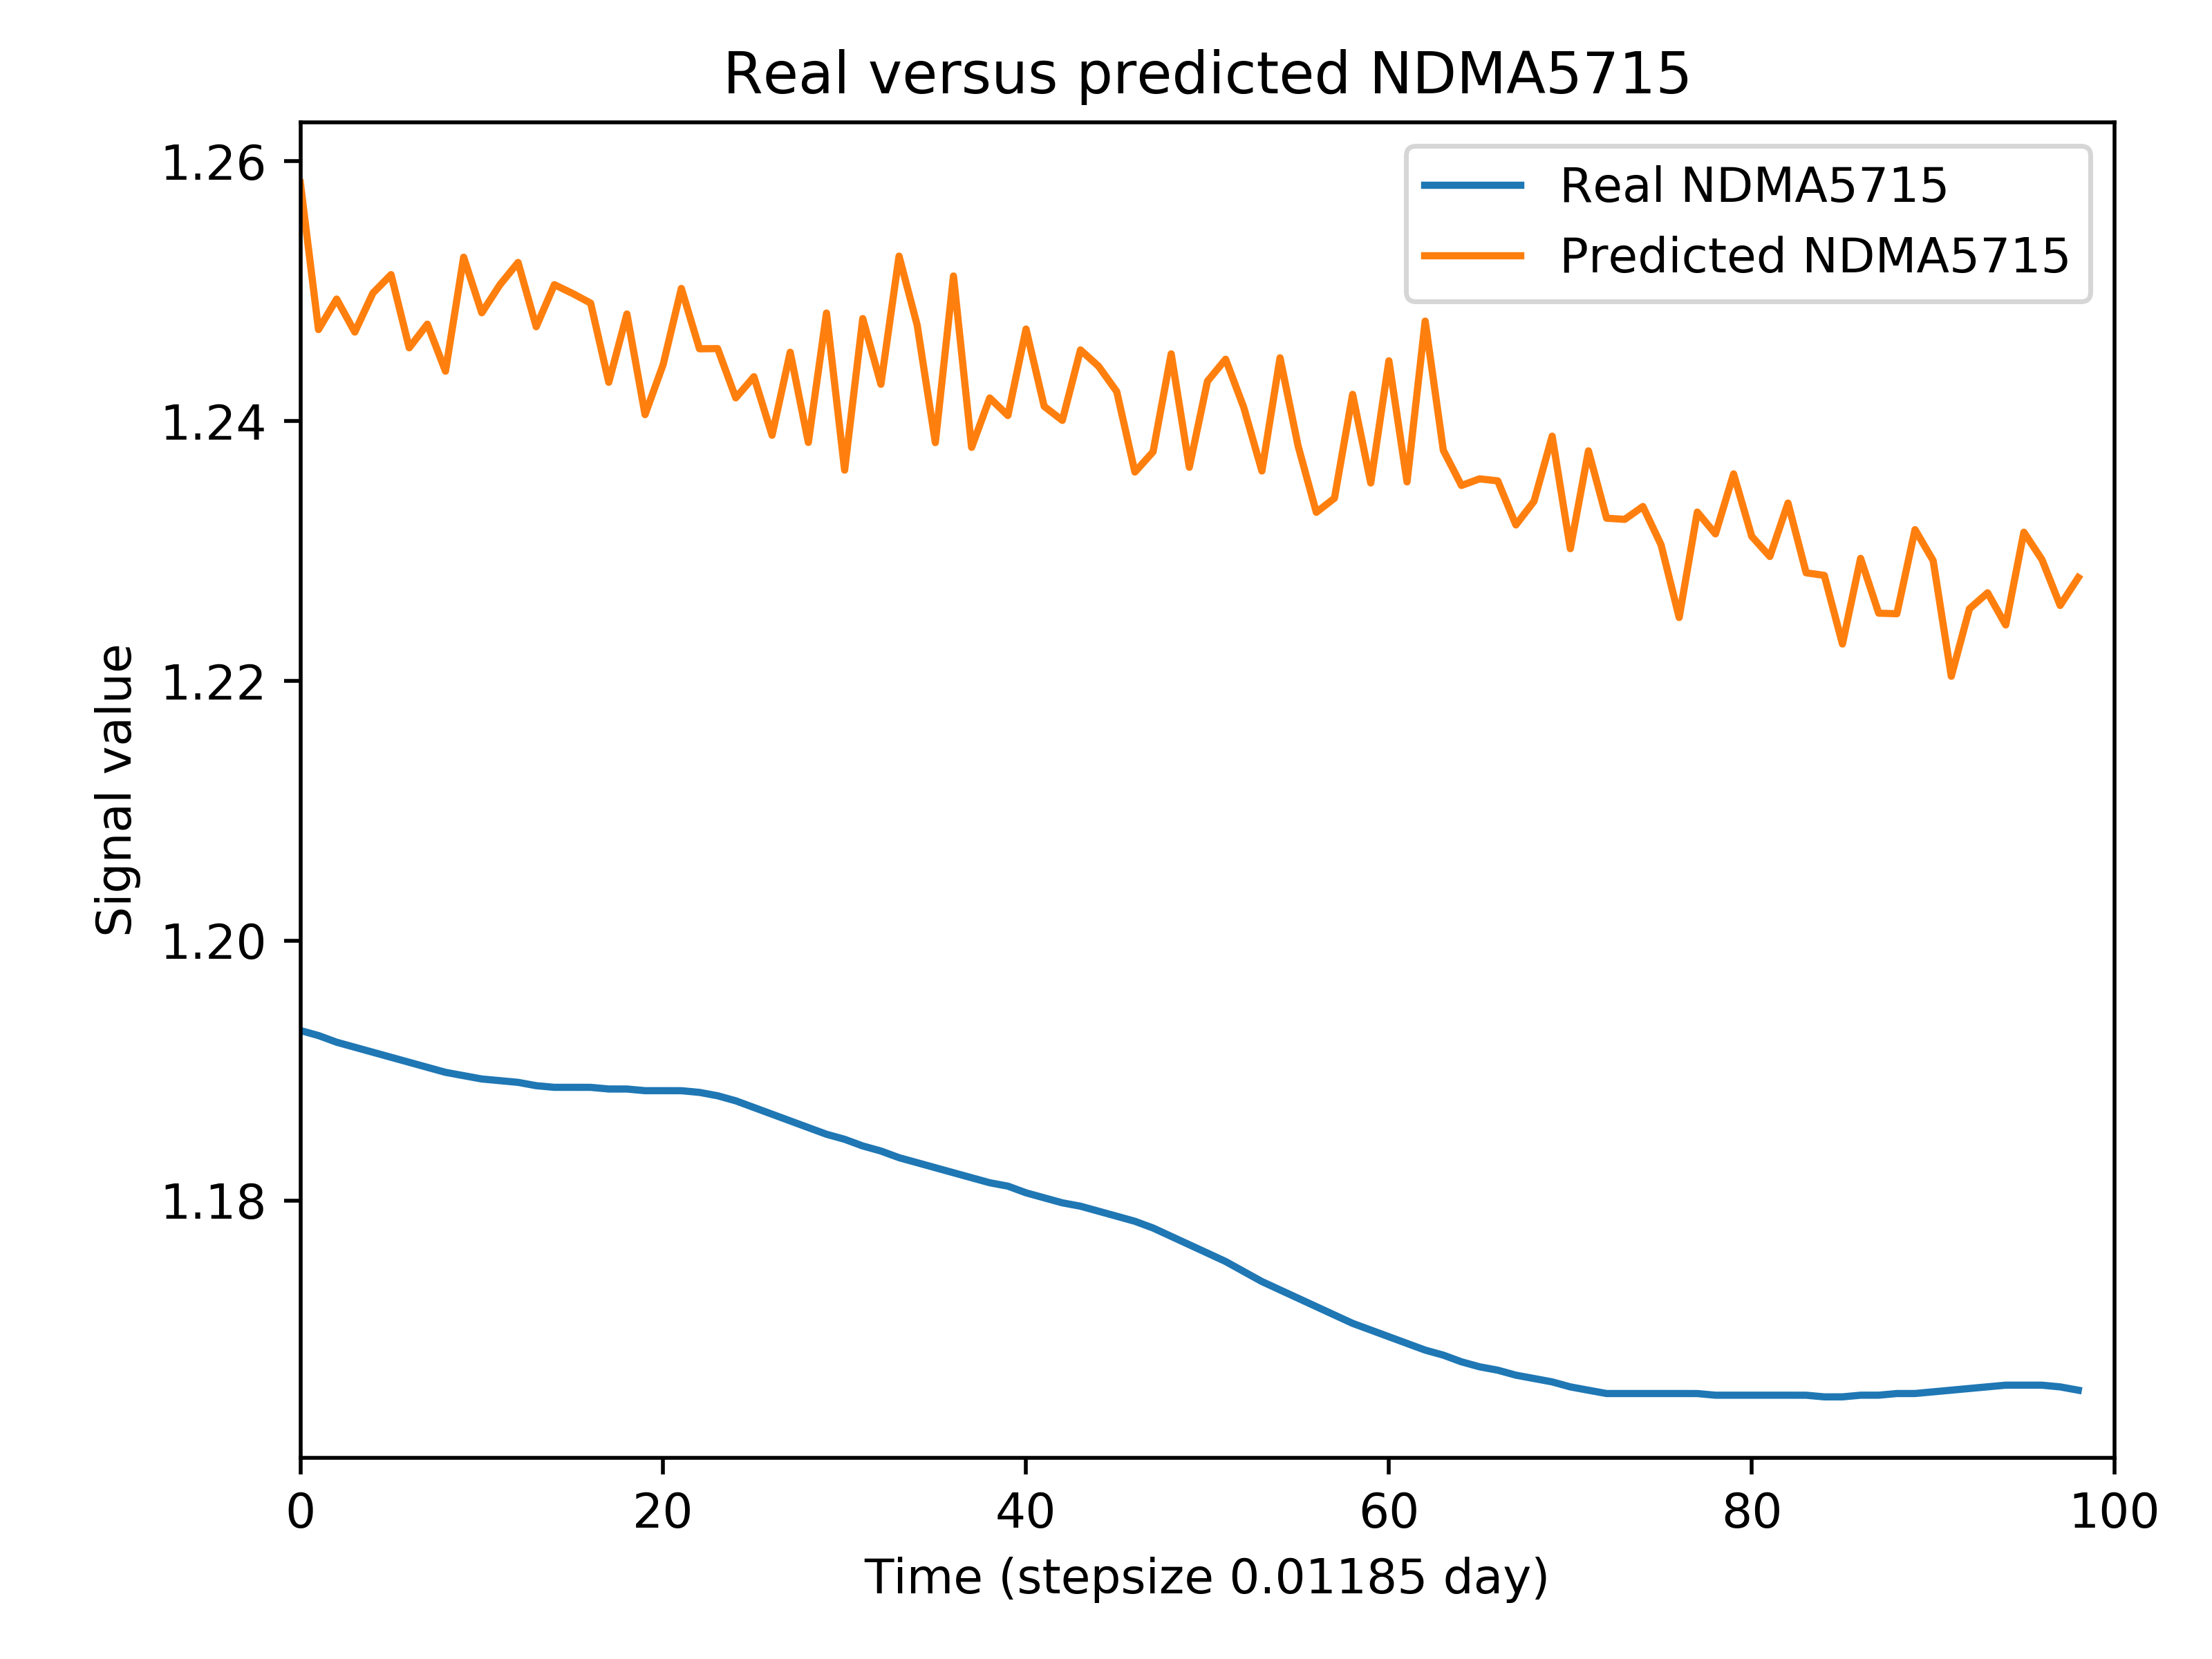 Real versus predicted NDMA5715
Real NDMA5715
Predicted NDMA5715
Signal value
1.26
1.24
1.22
1.20
1.18
0 20 40 60 80 100
Time (stepsize 0.01185 day)